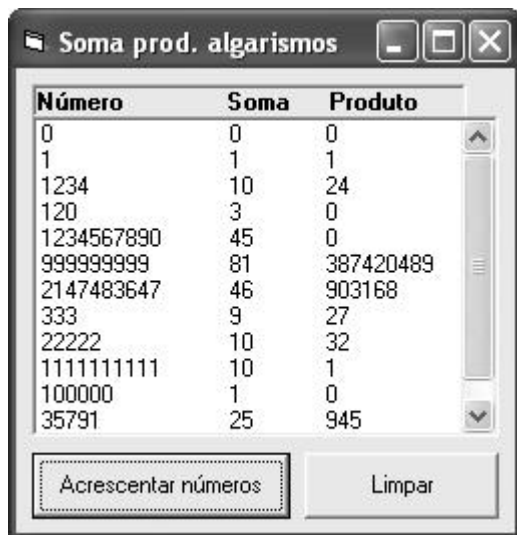 Soma prod. algarismos
Número Soma Produto
0 0 0
1 1 1
1234 10 24
120 3 0
1234567890 45 0
999999999 81 387420489
2147483647 46 903168
333 9 27
22222 10 32
1111111111 10 1
100000 1 0
35791 25 945
Acrescentar números Limpar